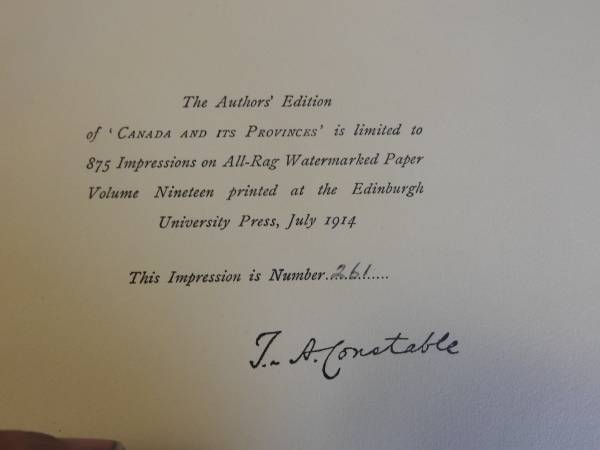 The Authors' Edition
of 'CANADA AND ITS PROVINCES' is limited to
875 Impressions on All-Rag Watermarked Paper
Volume Nineteen printed at the Edinburgh
University Press, July 1914
This Impression is Number..261.....
T. A. Constable